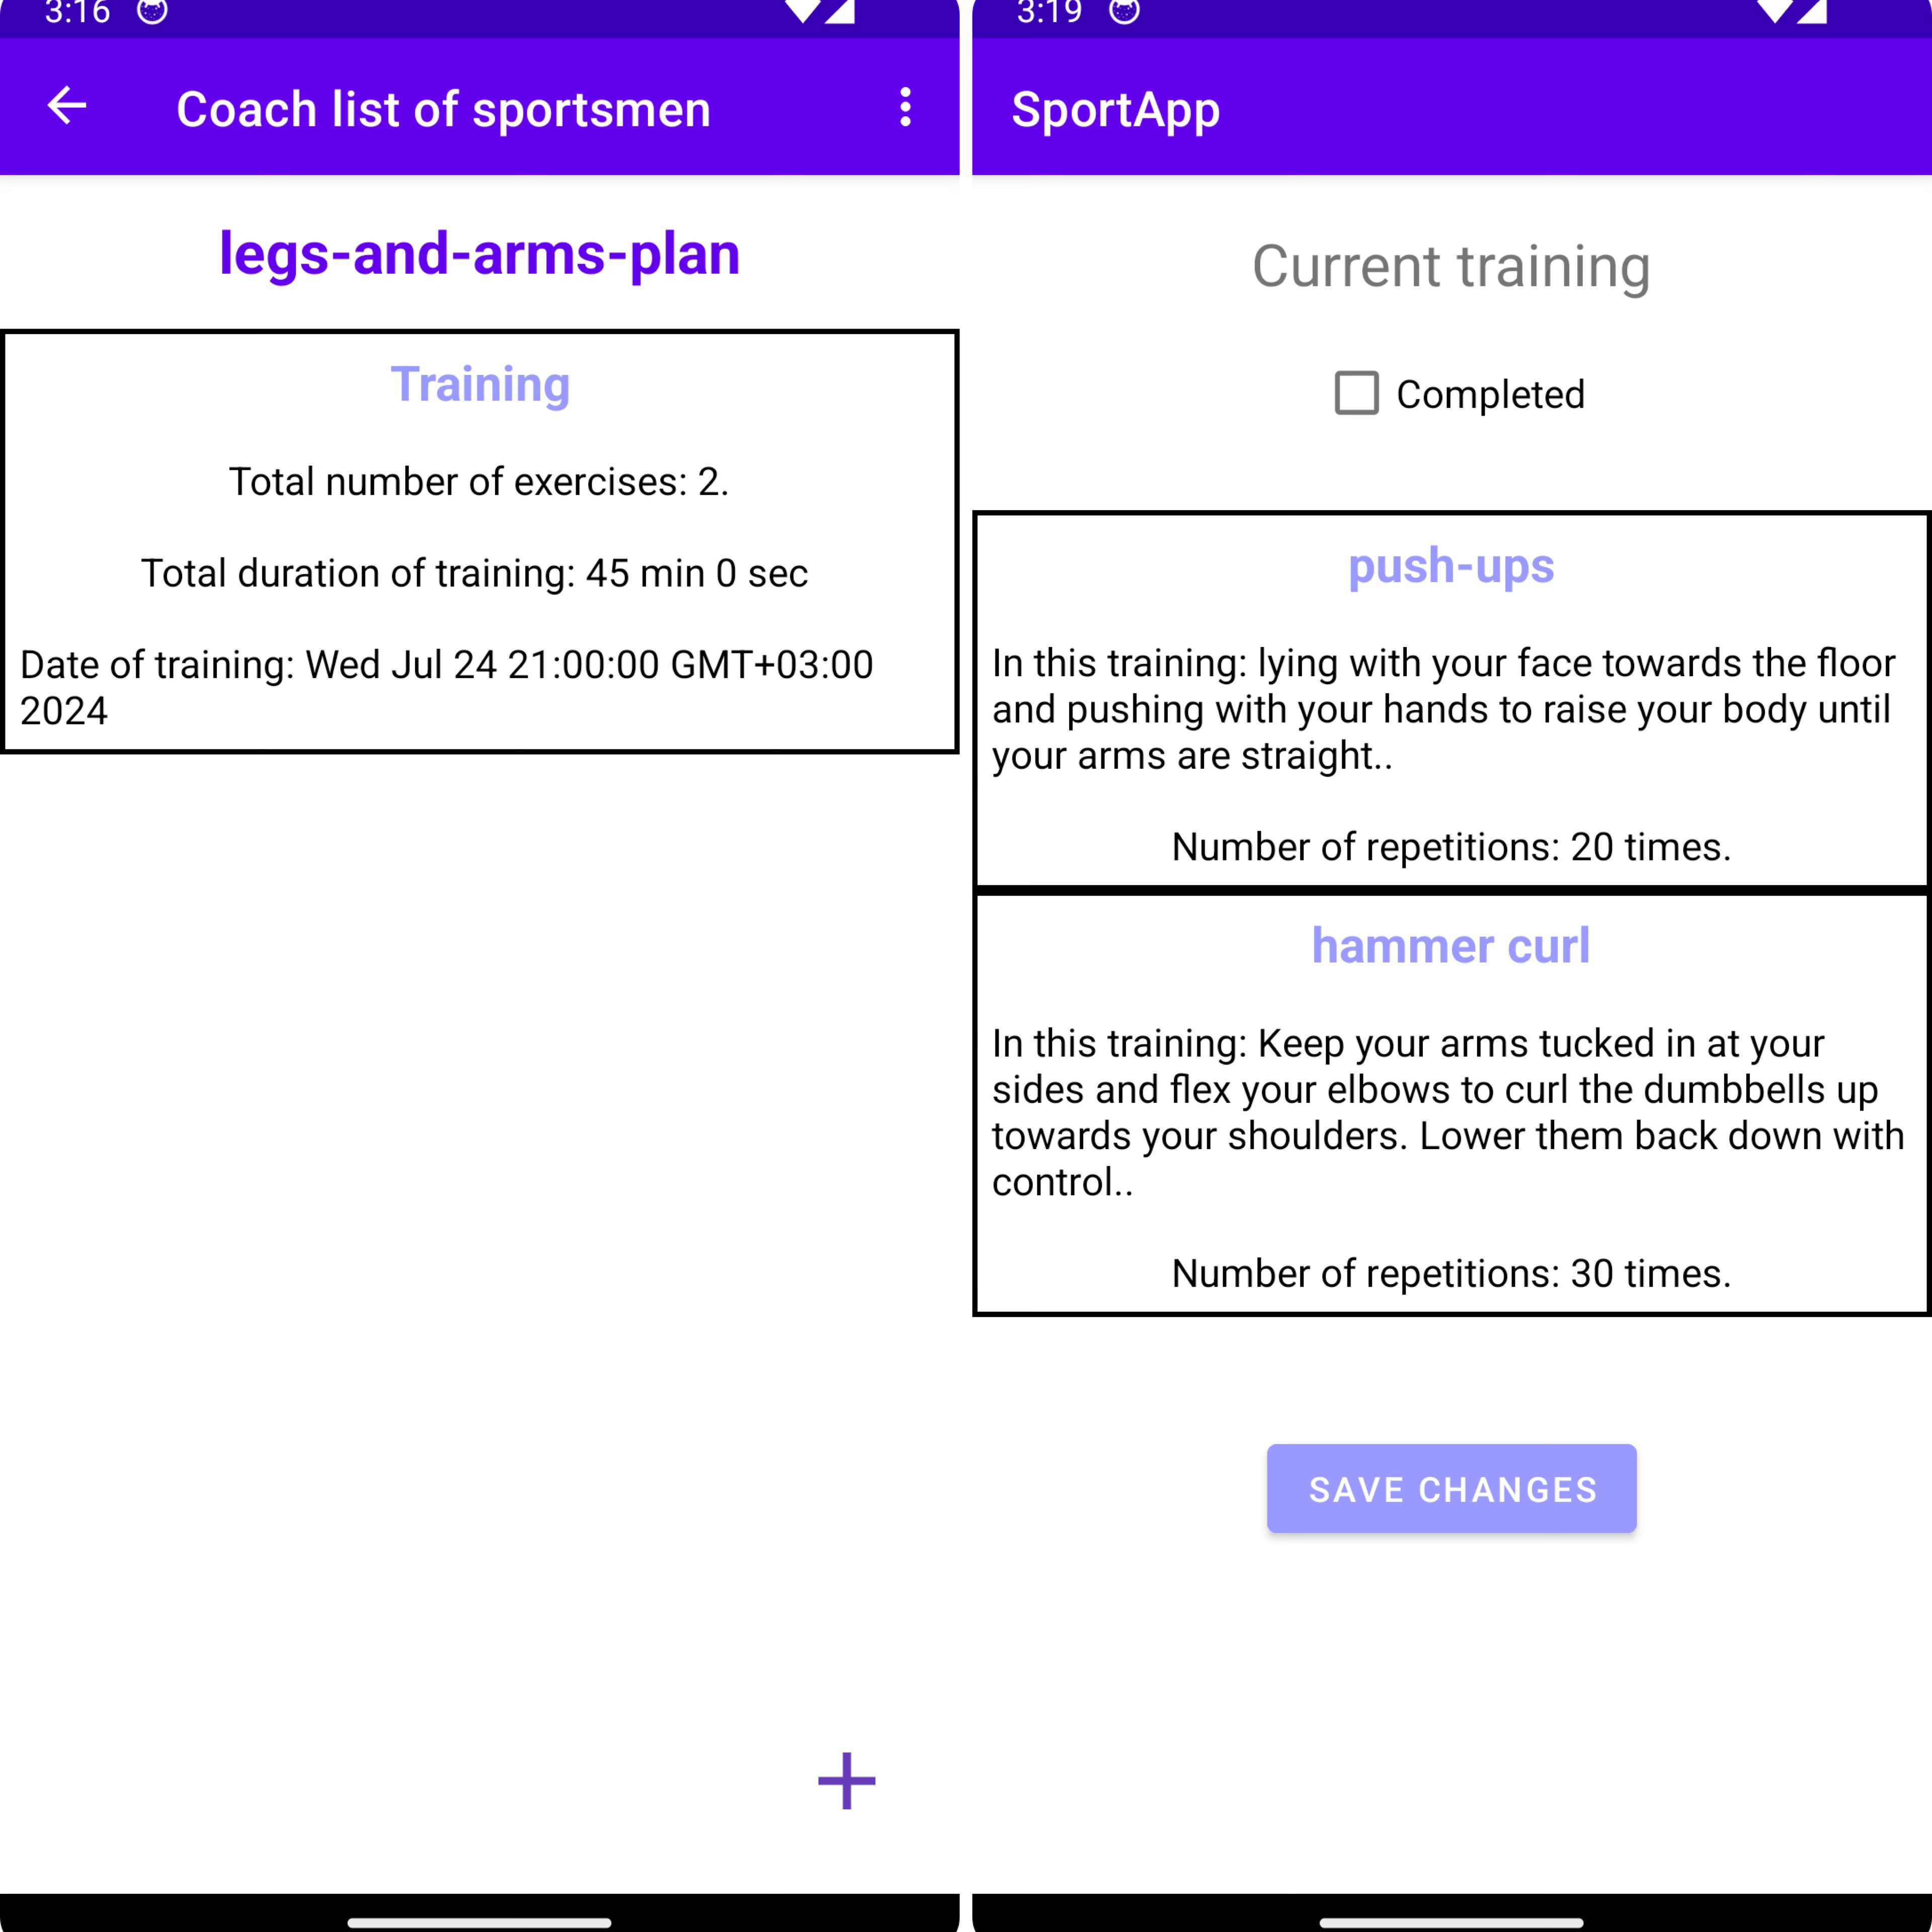 3:16
Coach list of sportsmen
legs-and-arms-plan
Training
Total number of exercises: 2.
Total duration of training: 45 min 0 sec
Date of training: Wed Jul 24 21:00:00 GMT+03:00
2024
3:19
SportApp
Current training
Completed
push-ups
In this training: lying with your face towards the floor
and pushing with your hands to raise your body until
your arms are straight..
Number of repetitions: 20 times.
hammer curl
In this training: Keep your arms tucked in at your
sides and flex your elbows to curl the dumbbells up
towards your shoulders. Lower them back down with
control..
Number of repetitions: 30 times.
SAVE CHANGES